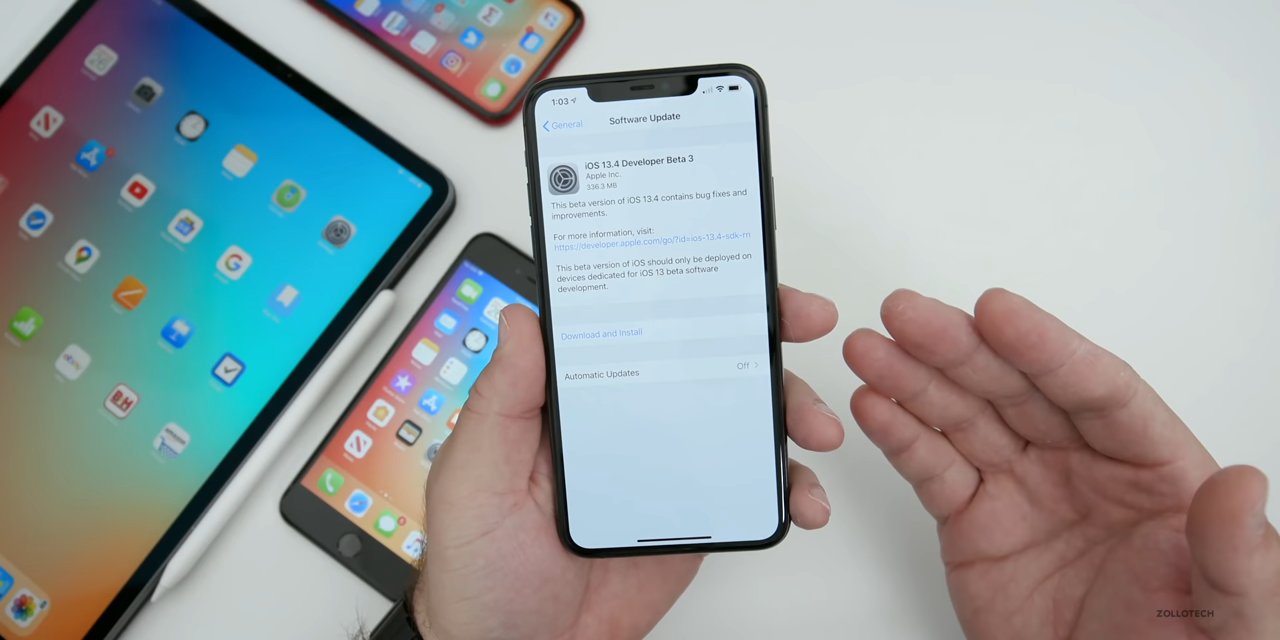 1:03
General
Software Update
iOS 13.4 Developer Beta 3
Apple Inc.
336.3 MB
This beta version of iOS 13.4 contains bug fixes and
improvements.
For more information, visit:
https://developer.apple.com/go/?id=ios-13.4-sdk-rn
This beta version of iOS should only be deployed on
devices dedicated for iOS 13 beta software
development.
Download and Install
Automatic Updates
Off
ebay
B&H
amazon
ZOLLOTECH